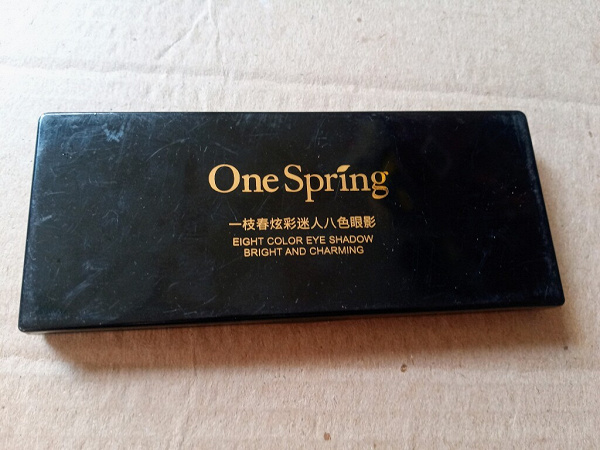 One Spring
一枝春炫彩迷人八色眼影
EIGHT COLOR EYE SHADOW
BRIGHT AND CHARMING